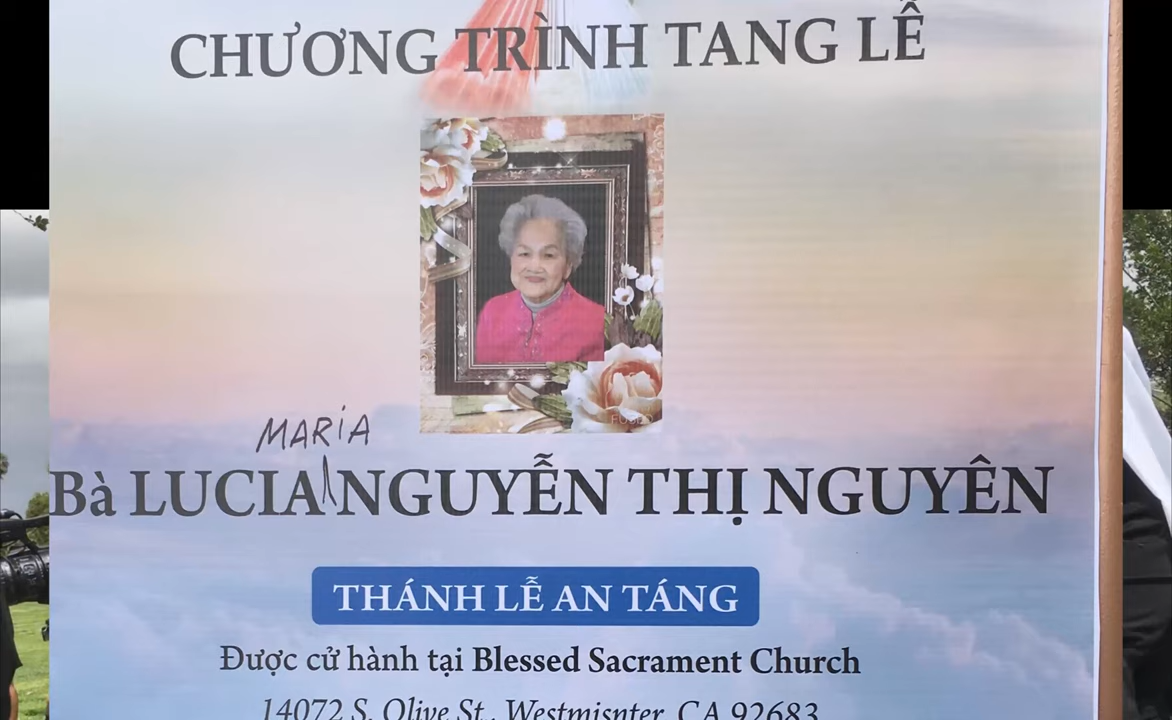 CHƯƠNG TRÌNH TANG LỄ
MARIA
Bà LUCIA NGUYỄN THỊ NGUYÊN
THÁNH LỄ AN TÁNG
Được cử hành tại Blessed Sacrament Church
14072 S. Olive St., Westmisnter, CA 92683